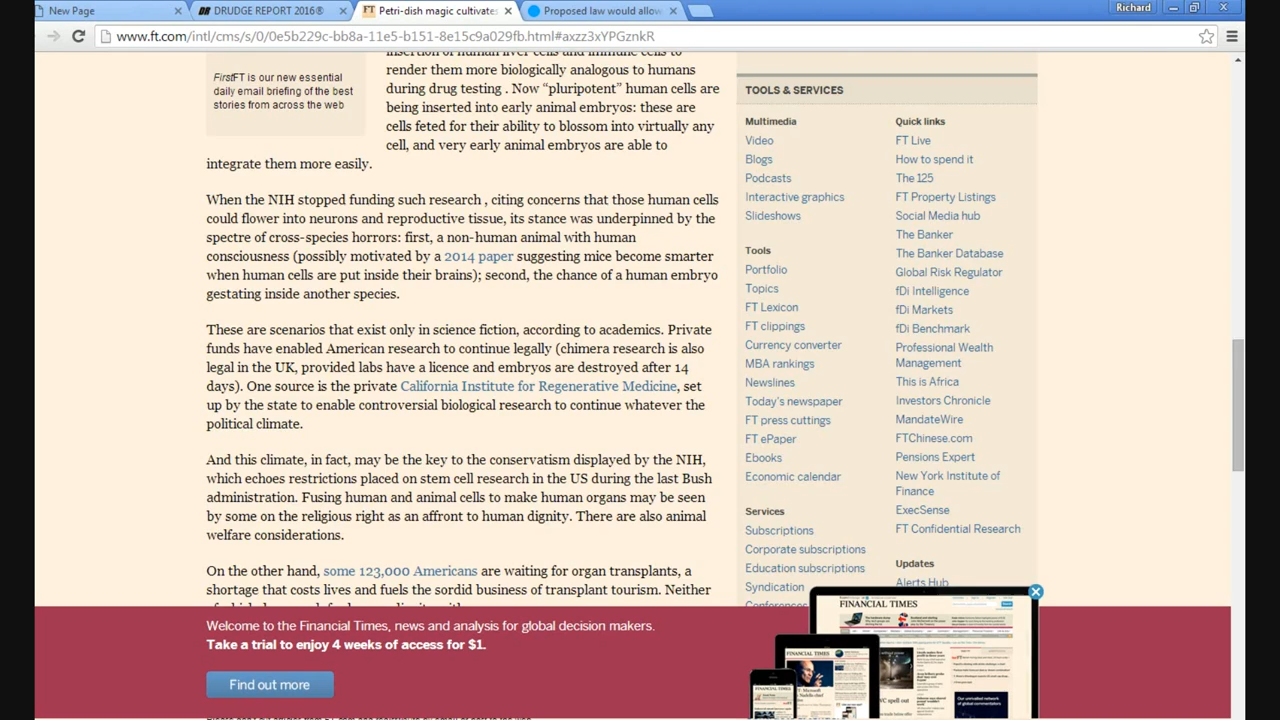 New Page
DRUDGE REPORT 2016®
FT Petri-dish magic cultivates
Proposed law would allow
Richard
www.ft.com/intl/cms/s/0/0e5b229c-bb8a-11e5-b151-8e15c9a029fb.html#axzz3xYPGznkR
FirstFT is our new essential
daily email briefing of the best
stories from across the web
insertion of human liver cells and immune cells to
render them more biologically analogous to humans
during drug testing . Now “pluripotent” human cells are
being inserted into early animal embryos: these are
cells feted for their ability to blossom into virtually any
cell, and very early animal embryos are able to
integrate them more easily.
When the NIH stopped funding such research , citing concerns that those human cells
could flower into neurons and reproductive tissue, its stance was underpinned by the
spectre of cross-species horrors: first, a non-human animal with human
consciousness (possibly motivated by a 2014 paper suggesting mice become smarter
when human cells are put inside their brains); second, the chance of a human embryo
gestating inside another species.
These are scenarios that exist only in science fiction, according to academics. Private
funds have enabled American research to continue legally (chimera research is also
legal in the UK, provided labs have a licence and embryos are destroyed after 14
days). One source is the private California Institute for Regenerative Medicine, set
up by the state to enable controversial biological research to continue whatever the
political climate.
And this climate, in fact, may be the key to the conservatism displayed by the NIH,
which echoes restrictions placed on stem cell research in the US during the last Bush
administration. Fusing human and animal cells to make human organs may be seen
by some on the religious right as an affront to human dignity. There are also animal
welfare considerations.
On the other hand, some 123,000 Americans are waiting for organ transplants, a
shortage that costs lives and fuels the sordid business of transplant tourism. Neither
TOOLS & SERVICES
Multimedia
Video
Blogs
Podcasts
Interactive graphics
Slideshows
Tools
Portfolio
Topics
FT Lexicon
FT clippings
Currency converter
MBA rankings
Newslines
Today's newspaper
FT press cuttings
FT ePaper
Ebooks
Economic calendar
Services
Subscriptions
Corporate subscriptions
Education subscriptions
Syndication
Conferences
Quick links
FT Live
How to spend it
The 125
FT Property Listings
Social Media hub
The Banker
The Banker Database
Global Risk Regulator
fDi Intelligence
fDi Markets
fDi Benchmark
Professional Wealth
Management
This is Africa
Investors Chronicle
MandateWire
FTChinese.com
Pensions Expert
New York Institute of
Finance
ExecSense
FT Confidential Research
Updates
Alerts Hub
Welcome to the Financial Times, news and analysis for global decision makers.
Take a trial to enjoy 4 weeks of access for $1.
more
FINANCIAL TIMES
FINANCIAL TIMES
FINANCIAL TIMES